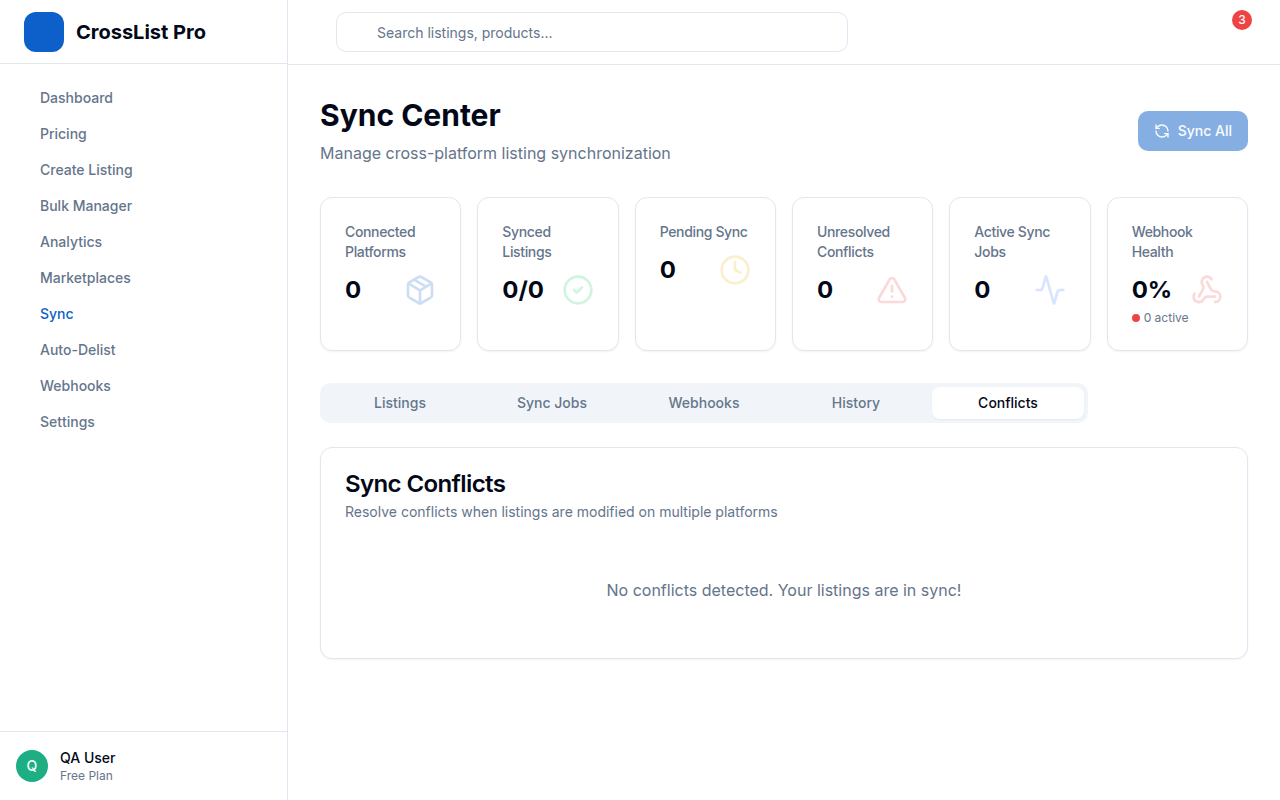 CrossList Pro
Search listings, products...
3
Dashboard
Pricing
Create Listing
Bulk Manager
Analytics
Marketplaces
Sync
Auto-Delist
Webhooks
Settings
QA User
Free Plan
Q
Sync Center
Manage cross-platform listing synchronization
Sync All
Connected
Platforms
0
Synced
Listings
0/0
Pending Sync
0
Unresolved
Conflicts
0
Active Sync
Jobs
0
Webhook
Health
0%
0 active
Listings
Sync Jobs
Webhooks
History
Conflicts
Sync Conflicts
Resolve conflicts when listings are modified on multiple platforms
No conflicts detected. Your listings are in sync!